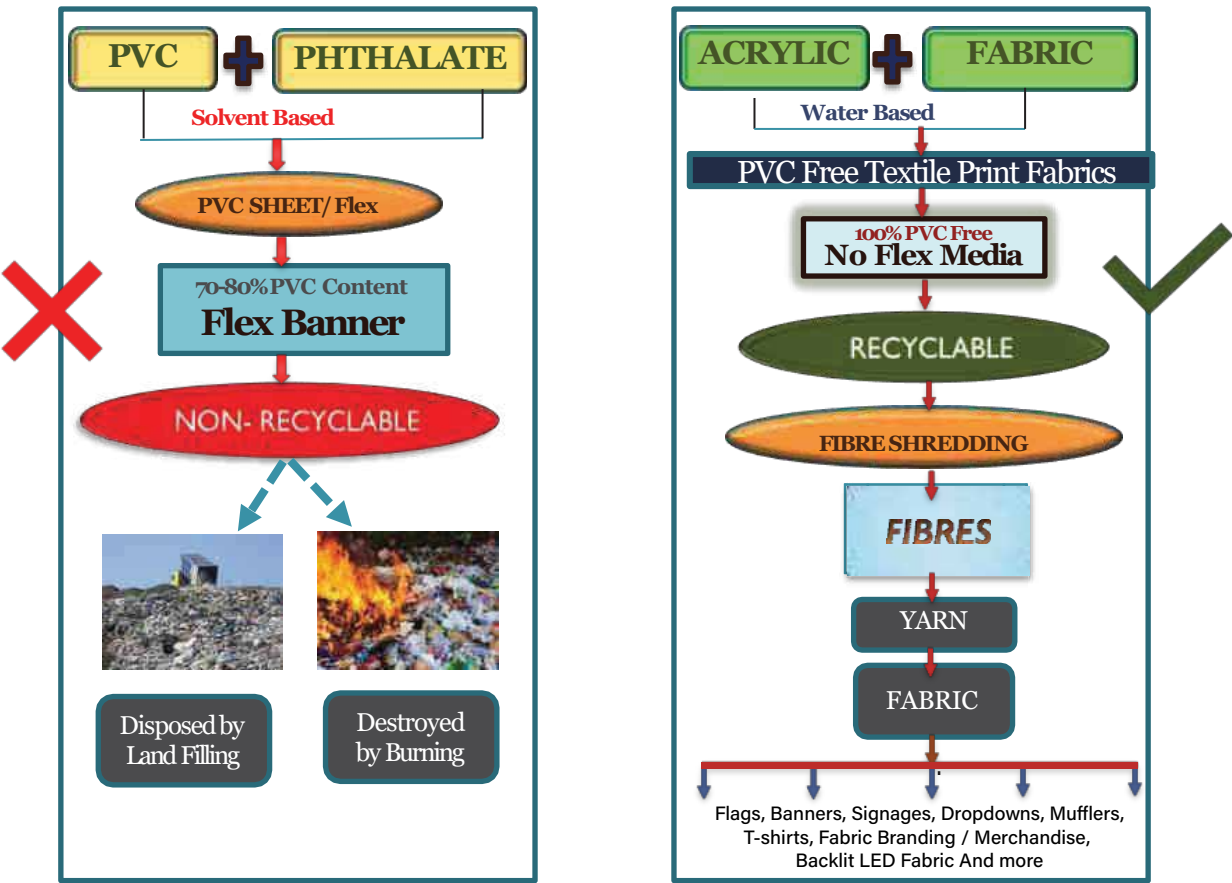 PVC
PHTHALATE
Solvent Based
PVC SHEET/ Flex
70-80% PVC Content
Flex Banner
NON- RECYCLABLE
Disposed by
Land Filling
Destroyed
by Burning
ACRYLIC
FABRIC
Water Based
PVC Free Textile Print Fabrics
100% PVC Free
No Flex Media
RECYCLABLE
FIBRE SHREDDING
FIBRES
YARN
FABRIC
Flags, Banners, Signages, Dropdowns, Mufflers,
T-shirts, Fabric Branding / Merchandise,
Backlit LED Fabric And more